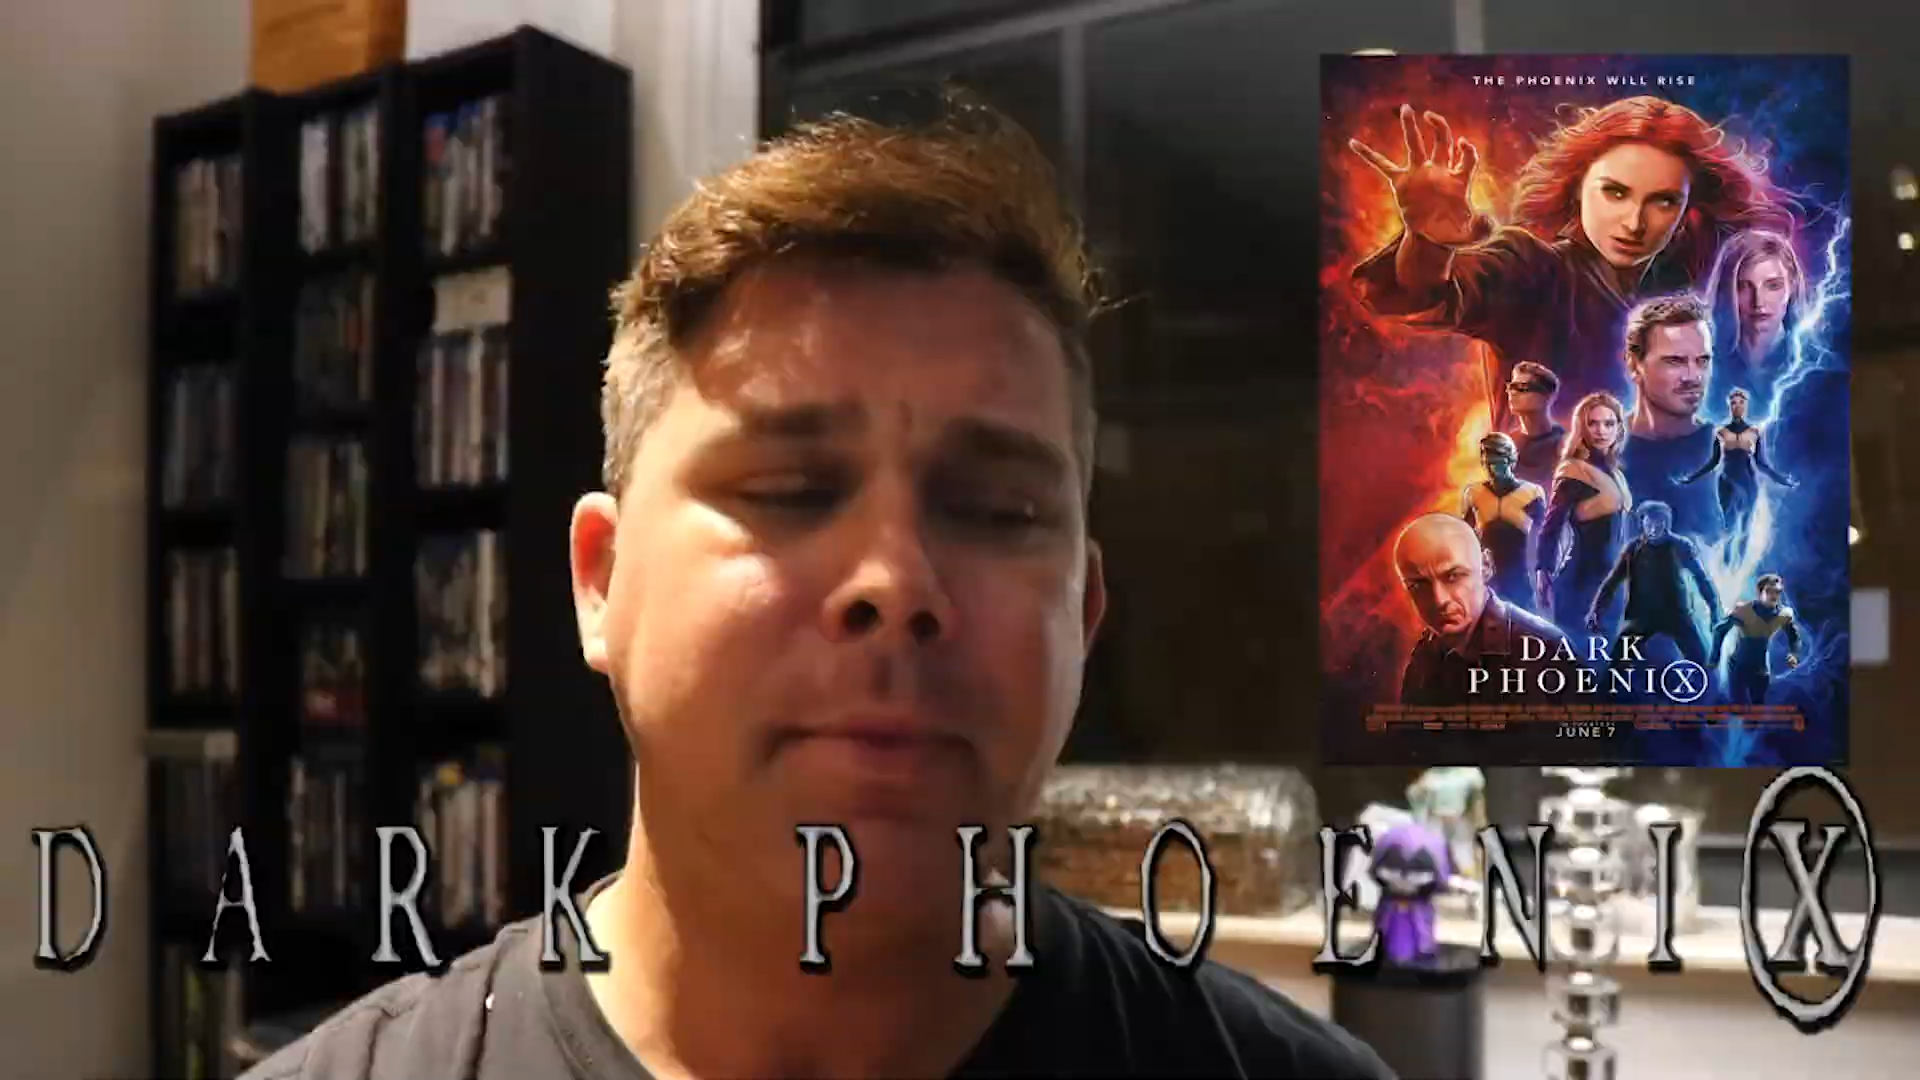 THE PHOENIX WILL RISE
DARK
PHOENIX
JUNE 7
DARK PHOENIX